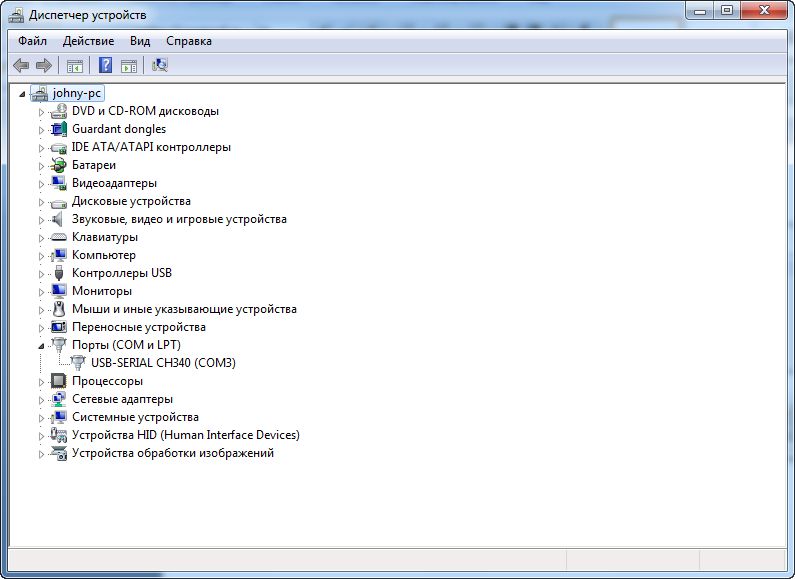 Диспетчер устройств
Файл Действие Вид Справка
johny-pc
DVD и CD-ROM дисководы
Guardant dongles
IDE ATA/ATAPI контроллеры
Батареи
Видеоадаптеры
Дисковые устройства
Звуковые, видео и игровые устройства
Клавиатуры
Компьютер
Контроллеры USB
Мониторы
Мыши и иные указывающие устройства
Переносные устройства
Порты (COM и LPT)
USB-SERIAL CH340 (COM3)
Процессоры
Сетевые адаптеры
Системные устройства
Устройства HID (Human Interface Devices)
Устройства обработки изображений